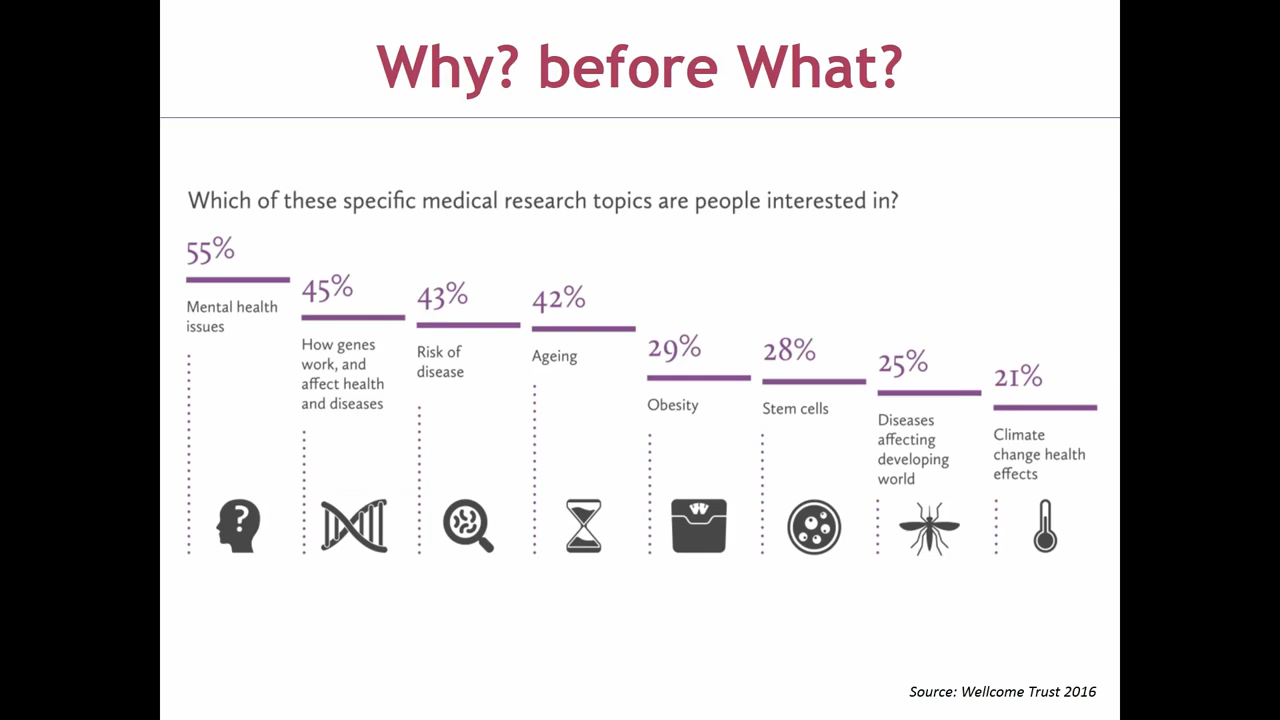 Why? before What?
Which of these specific medical research topics are people interested in?
55%
Mental health
issues
45%
How genes
work, and
affect health
and diseases
43%
Risk of
disease
42%
Ageing
29%
Obesity
28%
Stem cells
25%
Diseases
affecting
developing
world
21%
Climate
change health
effects
?
Source: Wellcome Trust 2016